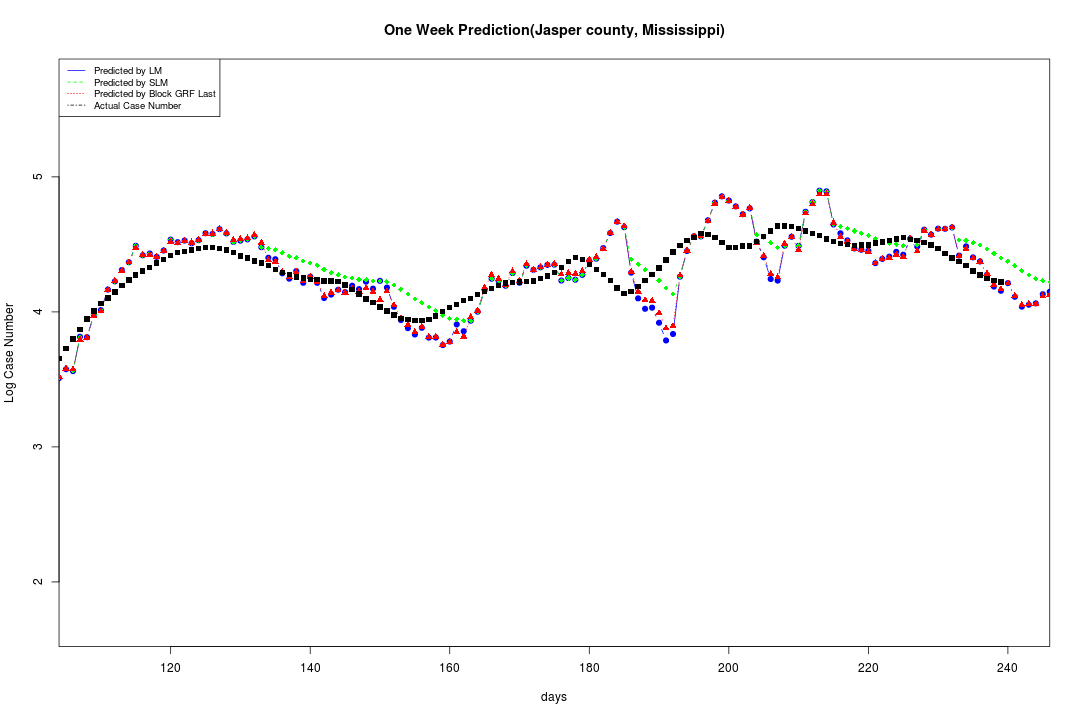 One Week Prediction(Jasper county, Mississippi)
Predicted by LM
Predicted by SLM
Predicted by Block GRF Last
Actual Case Number
Log Case Number
5
4
3
2
120 140 160 180 200 220 240
days